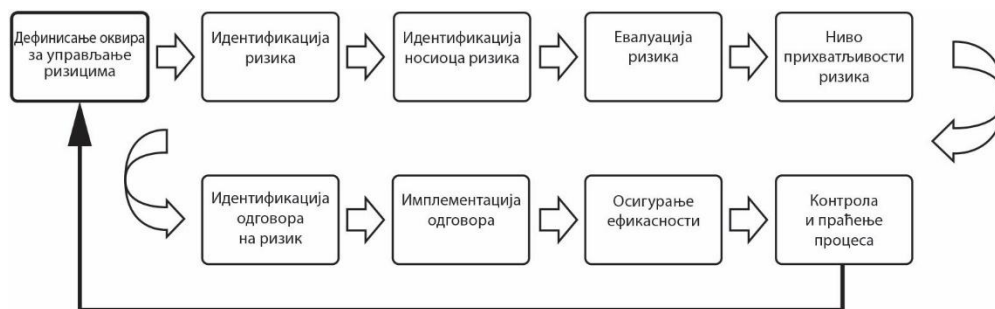 Дефинисање оквира
за управљање
ризицима
Идентификација
ризика
Идентификација
носиоца ризика
Евалуација
ризика
Ниво
прихватљивости
ризика
Идентификација
одговора
на ризик
Имплементација
одговора
Осигурање
ефикасности
Контрола
и праћење
процеса